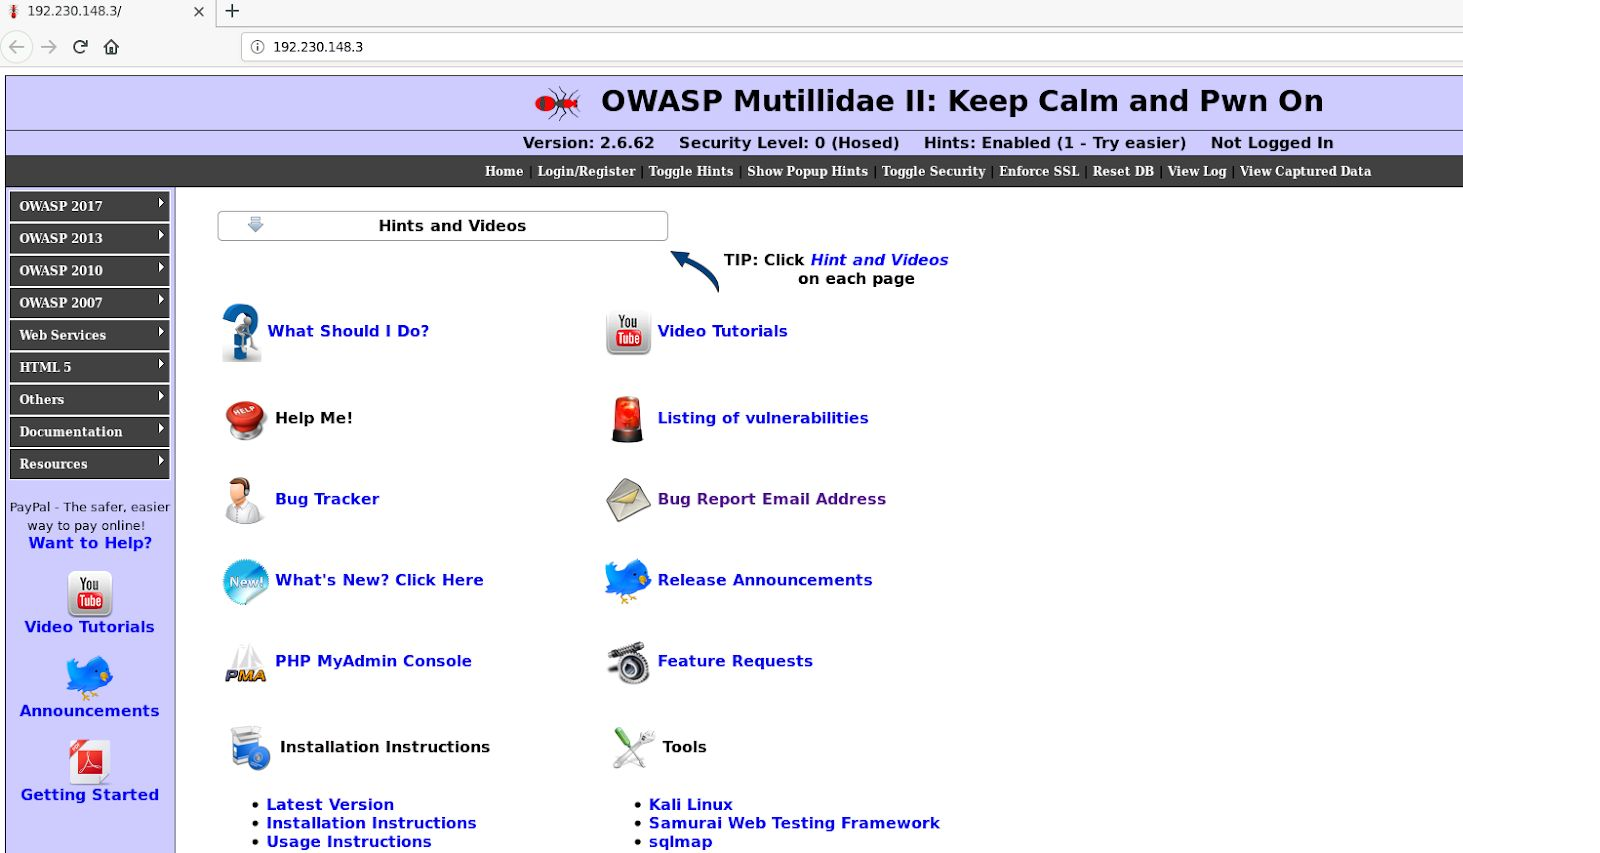 192.230.148.3/
192.230.148.3
OWASP Mutillidae II: Keep Calm and Pwn On
Version: 2.6.62 Security Level: 0 (Hosed) Hints: Enabled (1 - Try easier) Not Logged In
Home | Login/Register | Toggle Hints | Show Popup Hints | Toggle Security | Enforce SSL | Reset DB | View Log | View Captured Data
OWASP 2017
OWASP 2013
OWASP 2010
OWASP 2007
Web Services
HTML 5
Others
Documentation
Resources
PayPal - The safer, easier
way to pay online!
Want to Help?
You
Tube
Video Tutorials
Announcements
Getting Started
Hints and Videos
TIP: Click Hint and Videos
on each page
What Should I Do?
You
Tube
Video Tutorials
HELP
Help Me!
Listing of vulnerabilities
Bug Tracker
Bug Report Email Address
New!
What's New? Click Here
Release Announcements
PMA
PHP MyAdmin Console
Feature Requests
Installation Instructions
Tools
• Latest Version
• Installation Instructions
• Usage Instructions
• Kali Linux
• Samurai Web Testing Framework
• sqlmap